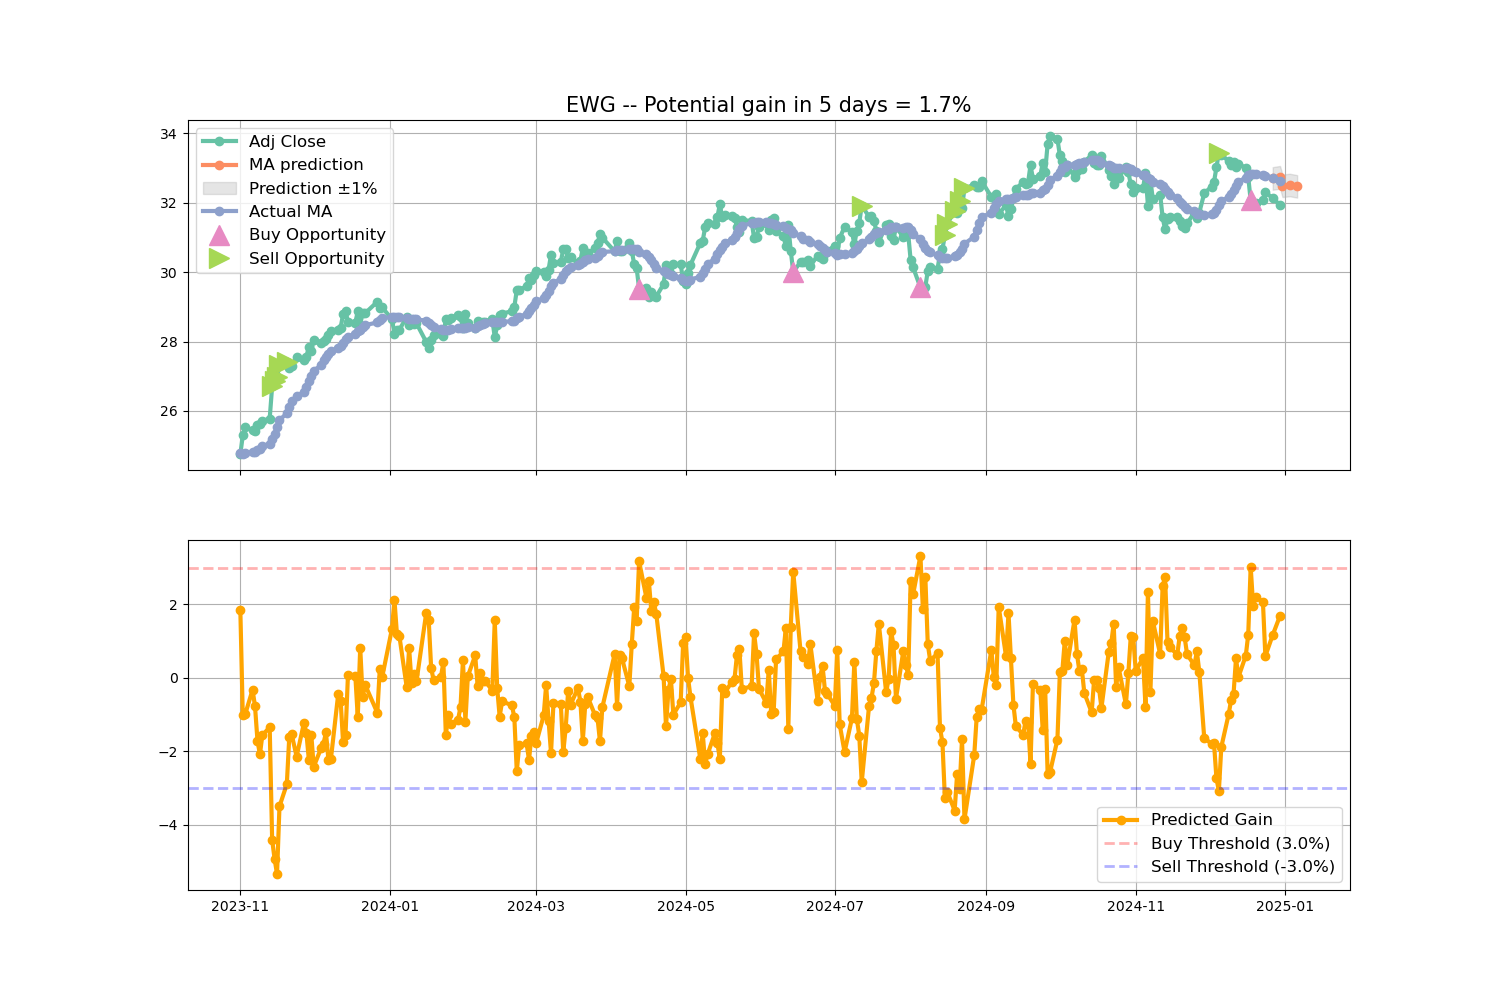 EWG -- Potential gain in 5 days = 1.7%
34
32
30
28
26
Adj Close
MA prediction
Prediction ±1%
Actual MA
Buy Opportunity
Sell Opportunity
2
0
−2
−4
Predicted Gain
Buy Threshold (3.0%)
Sell Threshold (-3.0%)
2023-11
2024-01
2024-03
2024-05
2024-07
2024-09
2024-11
2025-01